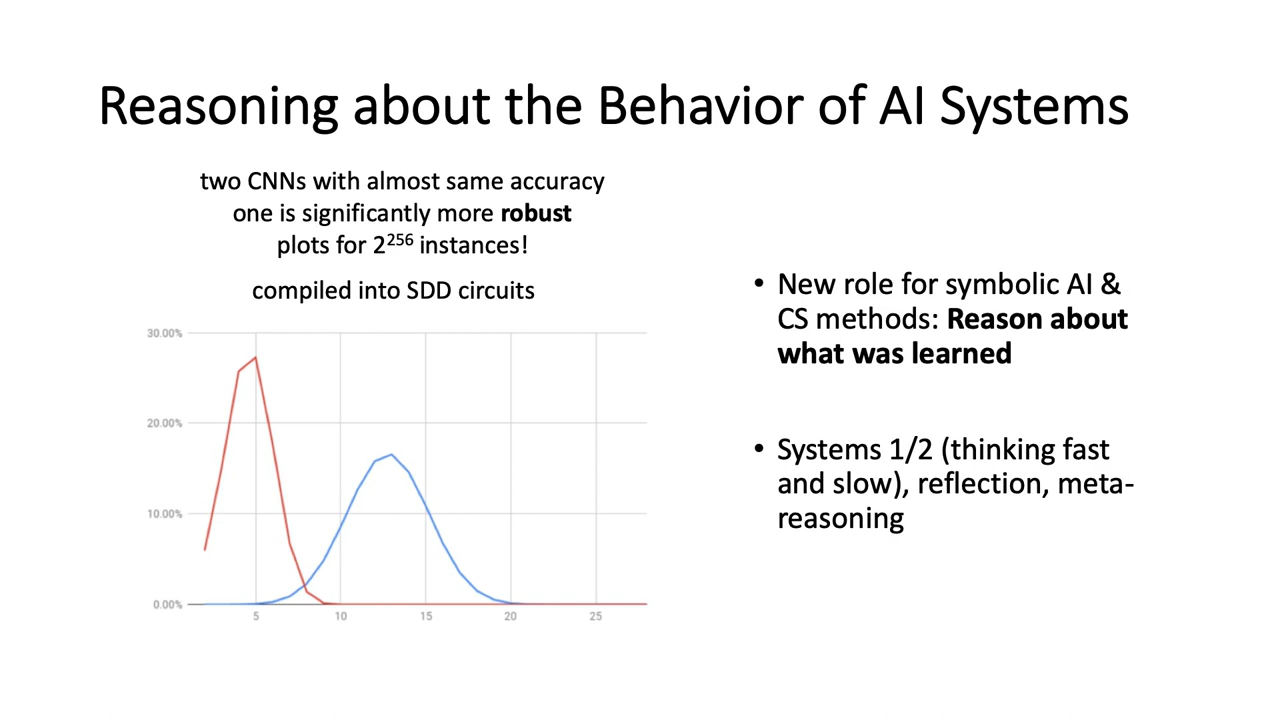 Reasoning about the Behavior of AI Systems
two CNNs with almost same accuracy
one is significantly more robust
plots for 2²⁵⁶ instances!
compiled into SDD circuits
30.00%
20.00%
10.00%
0.00%
5
10
15
20
25
• New role for symbolic AI &
CS methods: Reason about
what was learned
• Systems 1/2 (thinking fast
and slow), reflection, meta-
reasoning